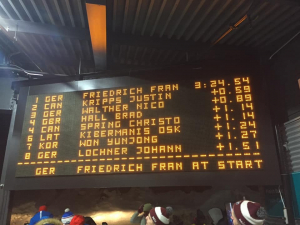 1 GER FRIEDRICH FRAN 3:24.54
2 CAN KRIPPS JUSTIN +0.59
3 GER WALTHER NICO +0.89
4 GER HALL BRAD +1.14
4 CAN SPRING CHRISTO +1.14
6 LAT KIBERMANIS OSK +1.24
7 KOR WON YUNJONG +1.27
8 GER LOCHNER JOHANN +1.51
GER FRIEDRICH FRAN AT START